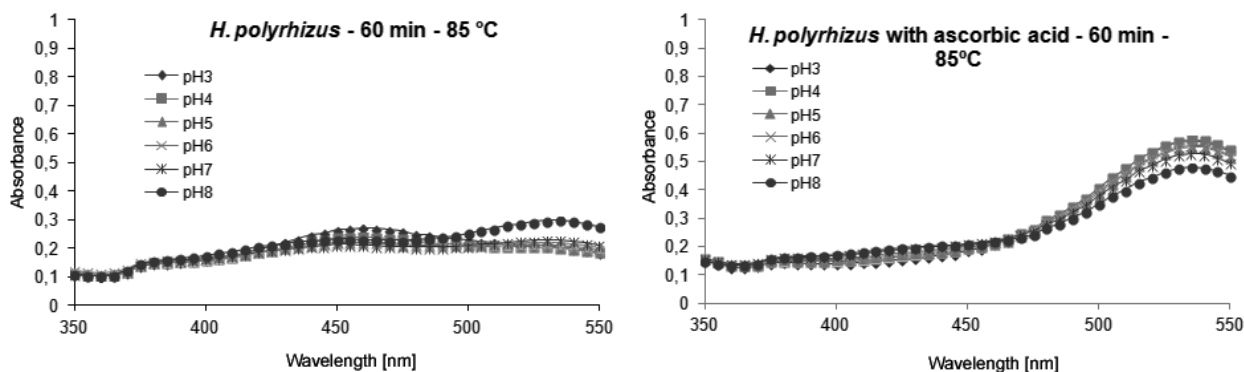 H. polyrhizus - 60 min - 85 °C
1
0,9
0,8
0,7
0,6
0,5
0,4
0,3
0,2
0,1
0
Absorbance
pH3
pH4
pH5
pH6
pH7
pH8
350
400
450
500
550
Wavelength [nm]
H. polyrhizus with ascorbic acid - 60 min -
85ºC
1
0,9
0,8
0,7
0,6
0,5
0,4
0,3
0,2
0,1
0
Absorbance
pH3
pH4
pH5
pH6
pH7
pH8
350
400
450
500
550
Wavelength [nm]